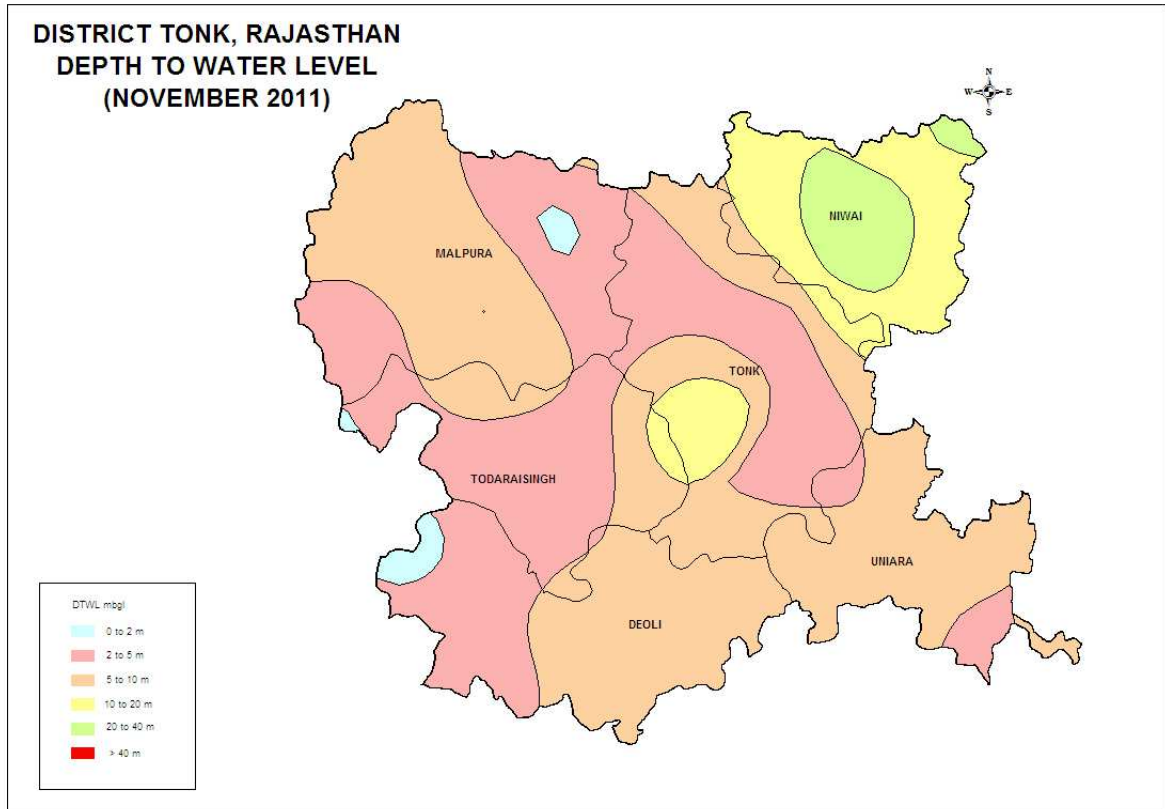 DISTRICT TONK, RAJASTHAN
DEPTH TO WATER LEVEL
(NOVEMBER 2011)
N
W E
S
NIWAI
MALPURA
TONK
TODARAISINGH
UNIARA
DEOLI
DTWL mbgl
0 to 2 m
2 to 5 m
5 to 10 m
10 to 20 m
20 to 40 m
> 40 m